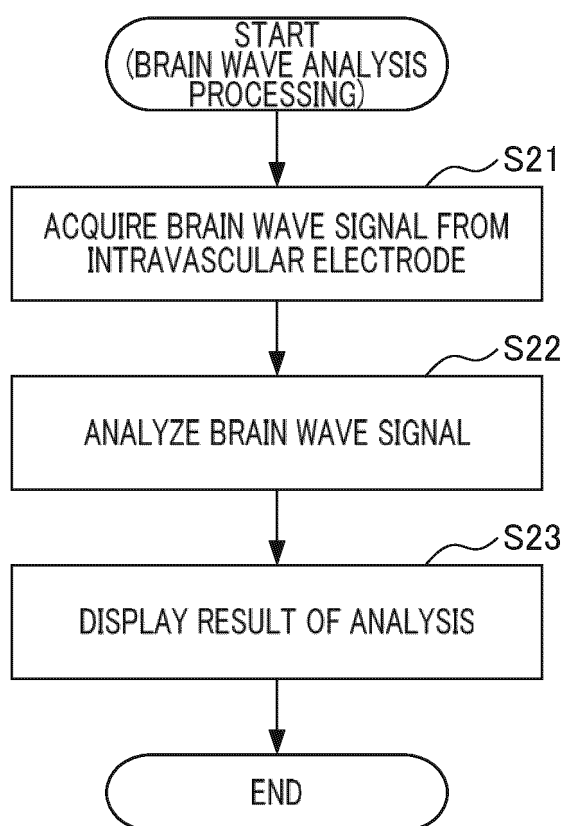 START
(BRAIN WAVE ANALYSIS
PROCESSING)
S21
ACQUIRE BRAIN WAVE SIGNAL FROM
INTRAVASCULAR ELECTRODE
S22
ANALYZE BRAIN WAVE SIGNAL
S23
DISPLAY RESULT OF ANALYSIS
END